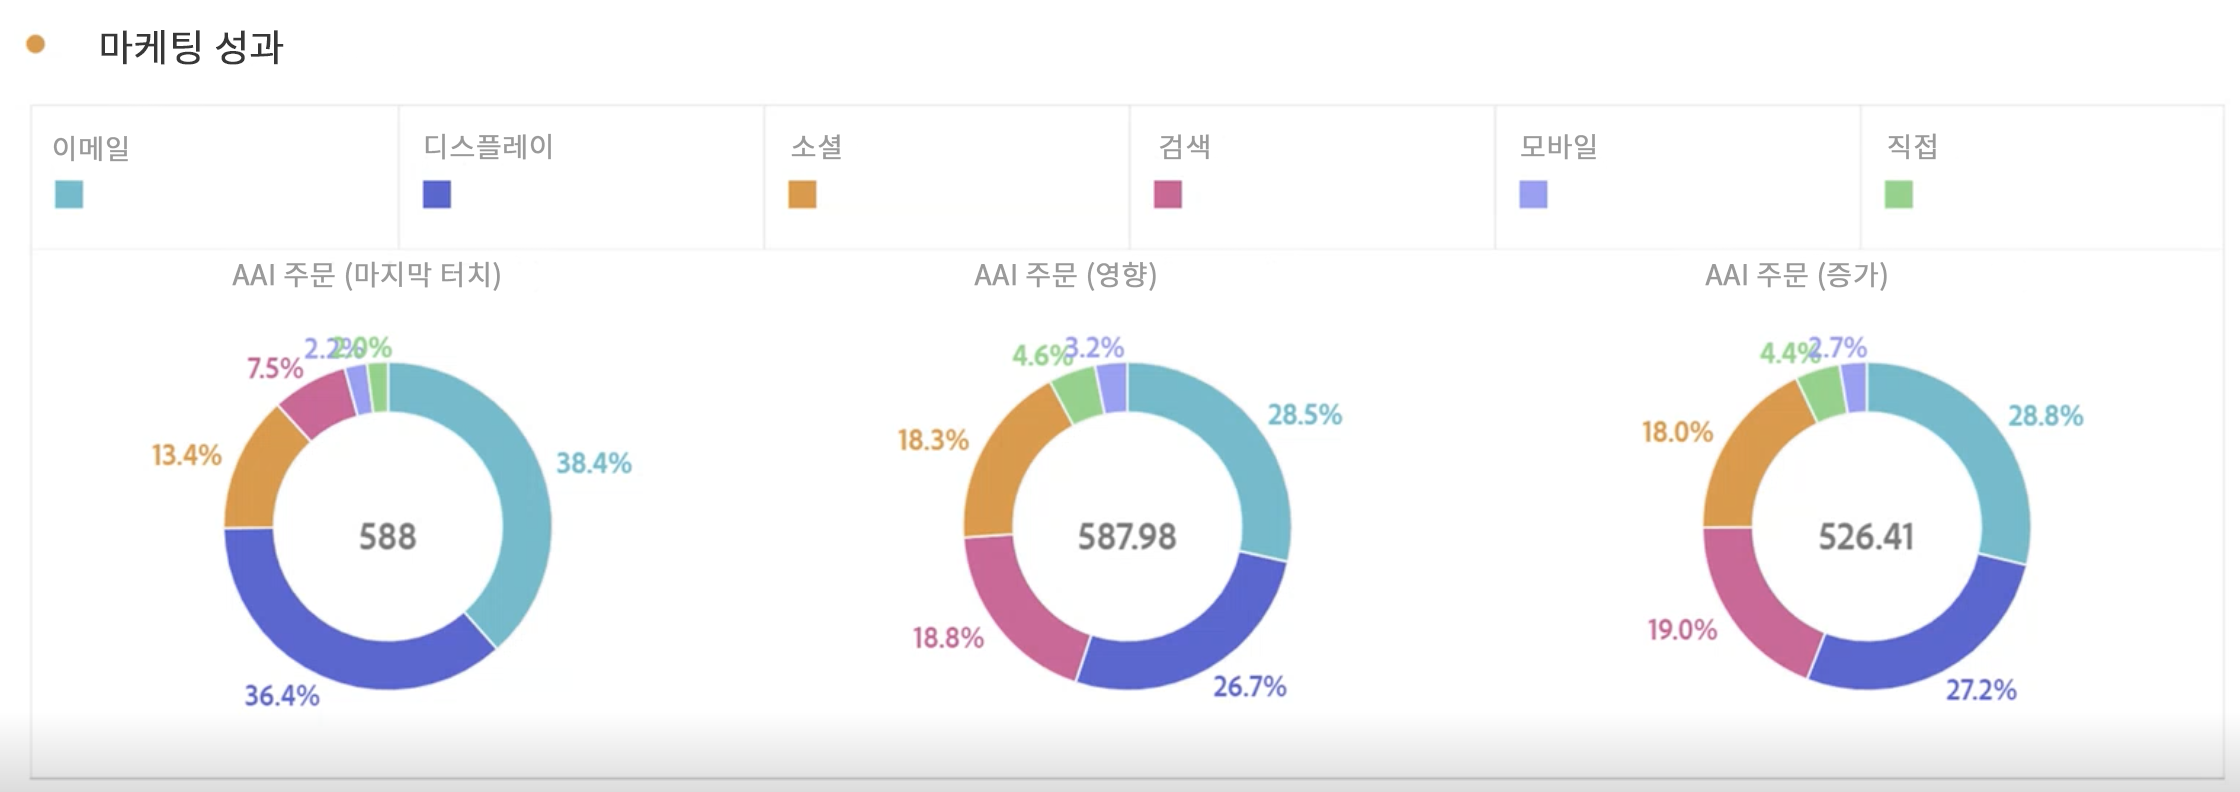 마케팅 성과
이메일
디스플레이
소셜
검색
모바일
직접
AAI 주문 (마지막 터치)
2.2%
2.0%
7.5%
13.4%
38.4%
588
36.4%
AAI 주문 (영향)
4.6%
3.2%
28.5%
18.3%
587.98
18.8%
26.7%
AAI 주문 (증가)
4.4%
2.7%
28.8%
18.0%
526.41
19.0%
27.2%